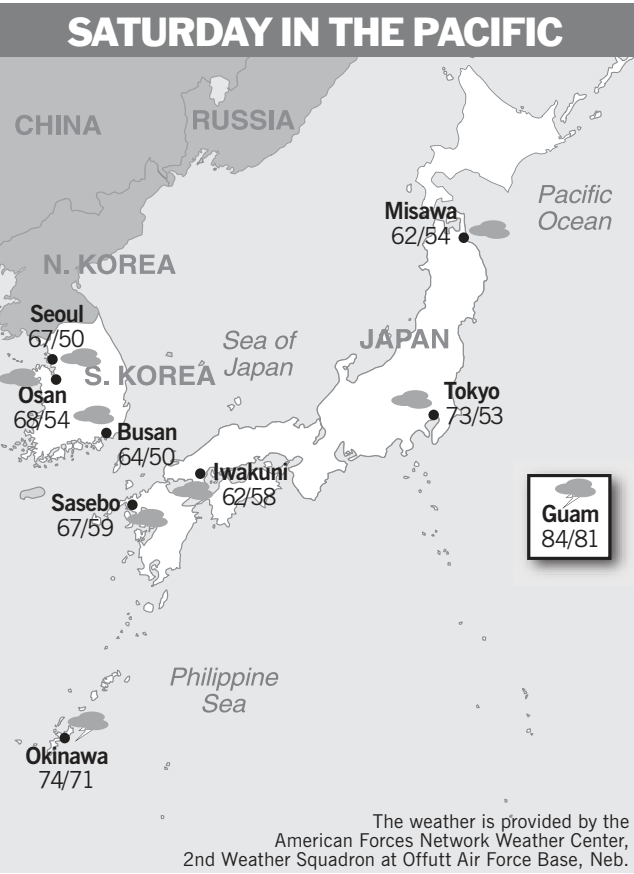 SATURDAY IN THE PACIFIC
CHINA
RUSSIA
Pacific
Ocean
Misawa
62/54
N. KOREA
Seoul
67/50
Sea of
Japan
JAPAN
S. KOREA
Osan
68/54
Tokyo
73/53
Busan
64/50
Iwakuni
62/58
Sasebo
67/59
Guam
84/81
Philippine
Sea
Okinawa
74/71
The weather is provided by the
American Forces Network Weather Center,
2nd Weather Squadron at Offutt Air Force Base, Neb.